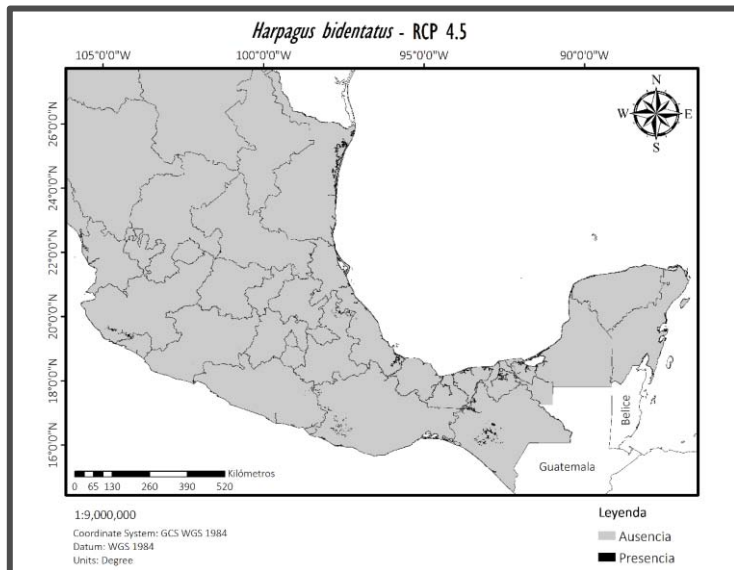 Harpagus bidentatus - RCP 4.5
105°0'0"W 100°0'0"W 95°0'0"W 90°0'0"W
N
W E
S
26°0'0"N
24°0'0"N
22°0'0"N
20°0'0"N
18°0'0"N
16°0'0"N
Belice
Guatemala
Kilómetros
0 65 130 260 390 520
1:9,000,000
Coordinate System: GCS WGS 1984
Datum: WGS 1984
Units: Degree
Leyenda
Ausencia
Presencia